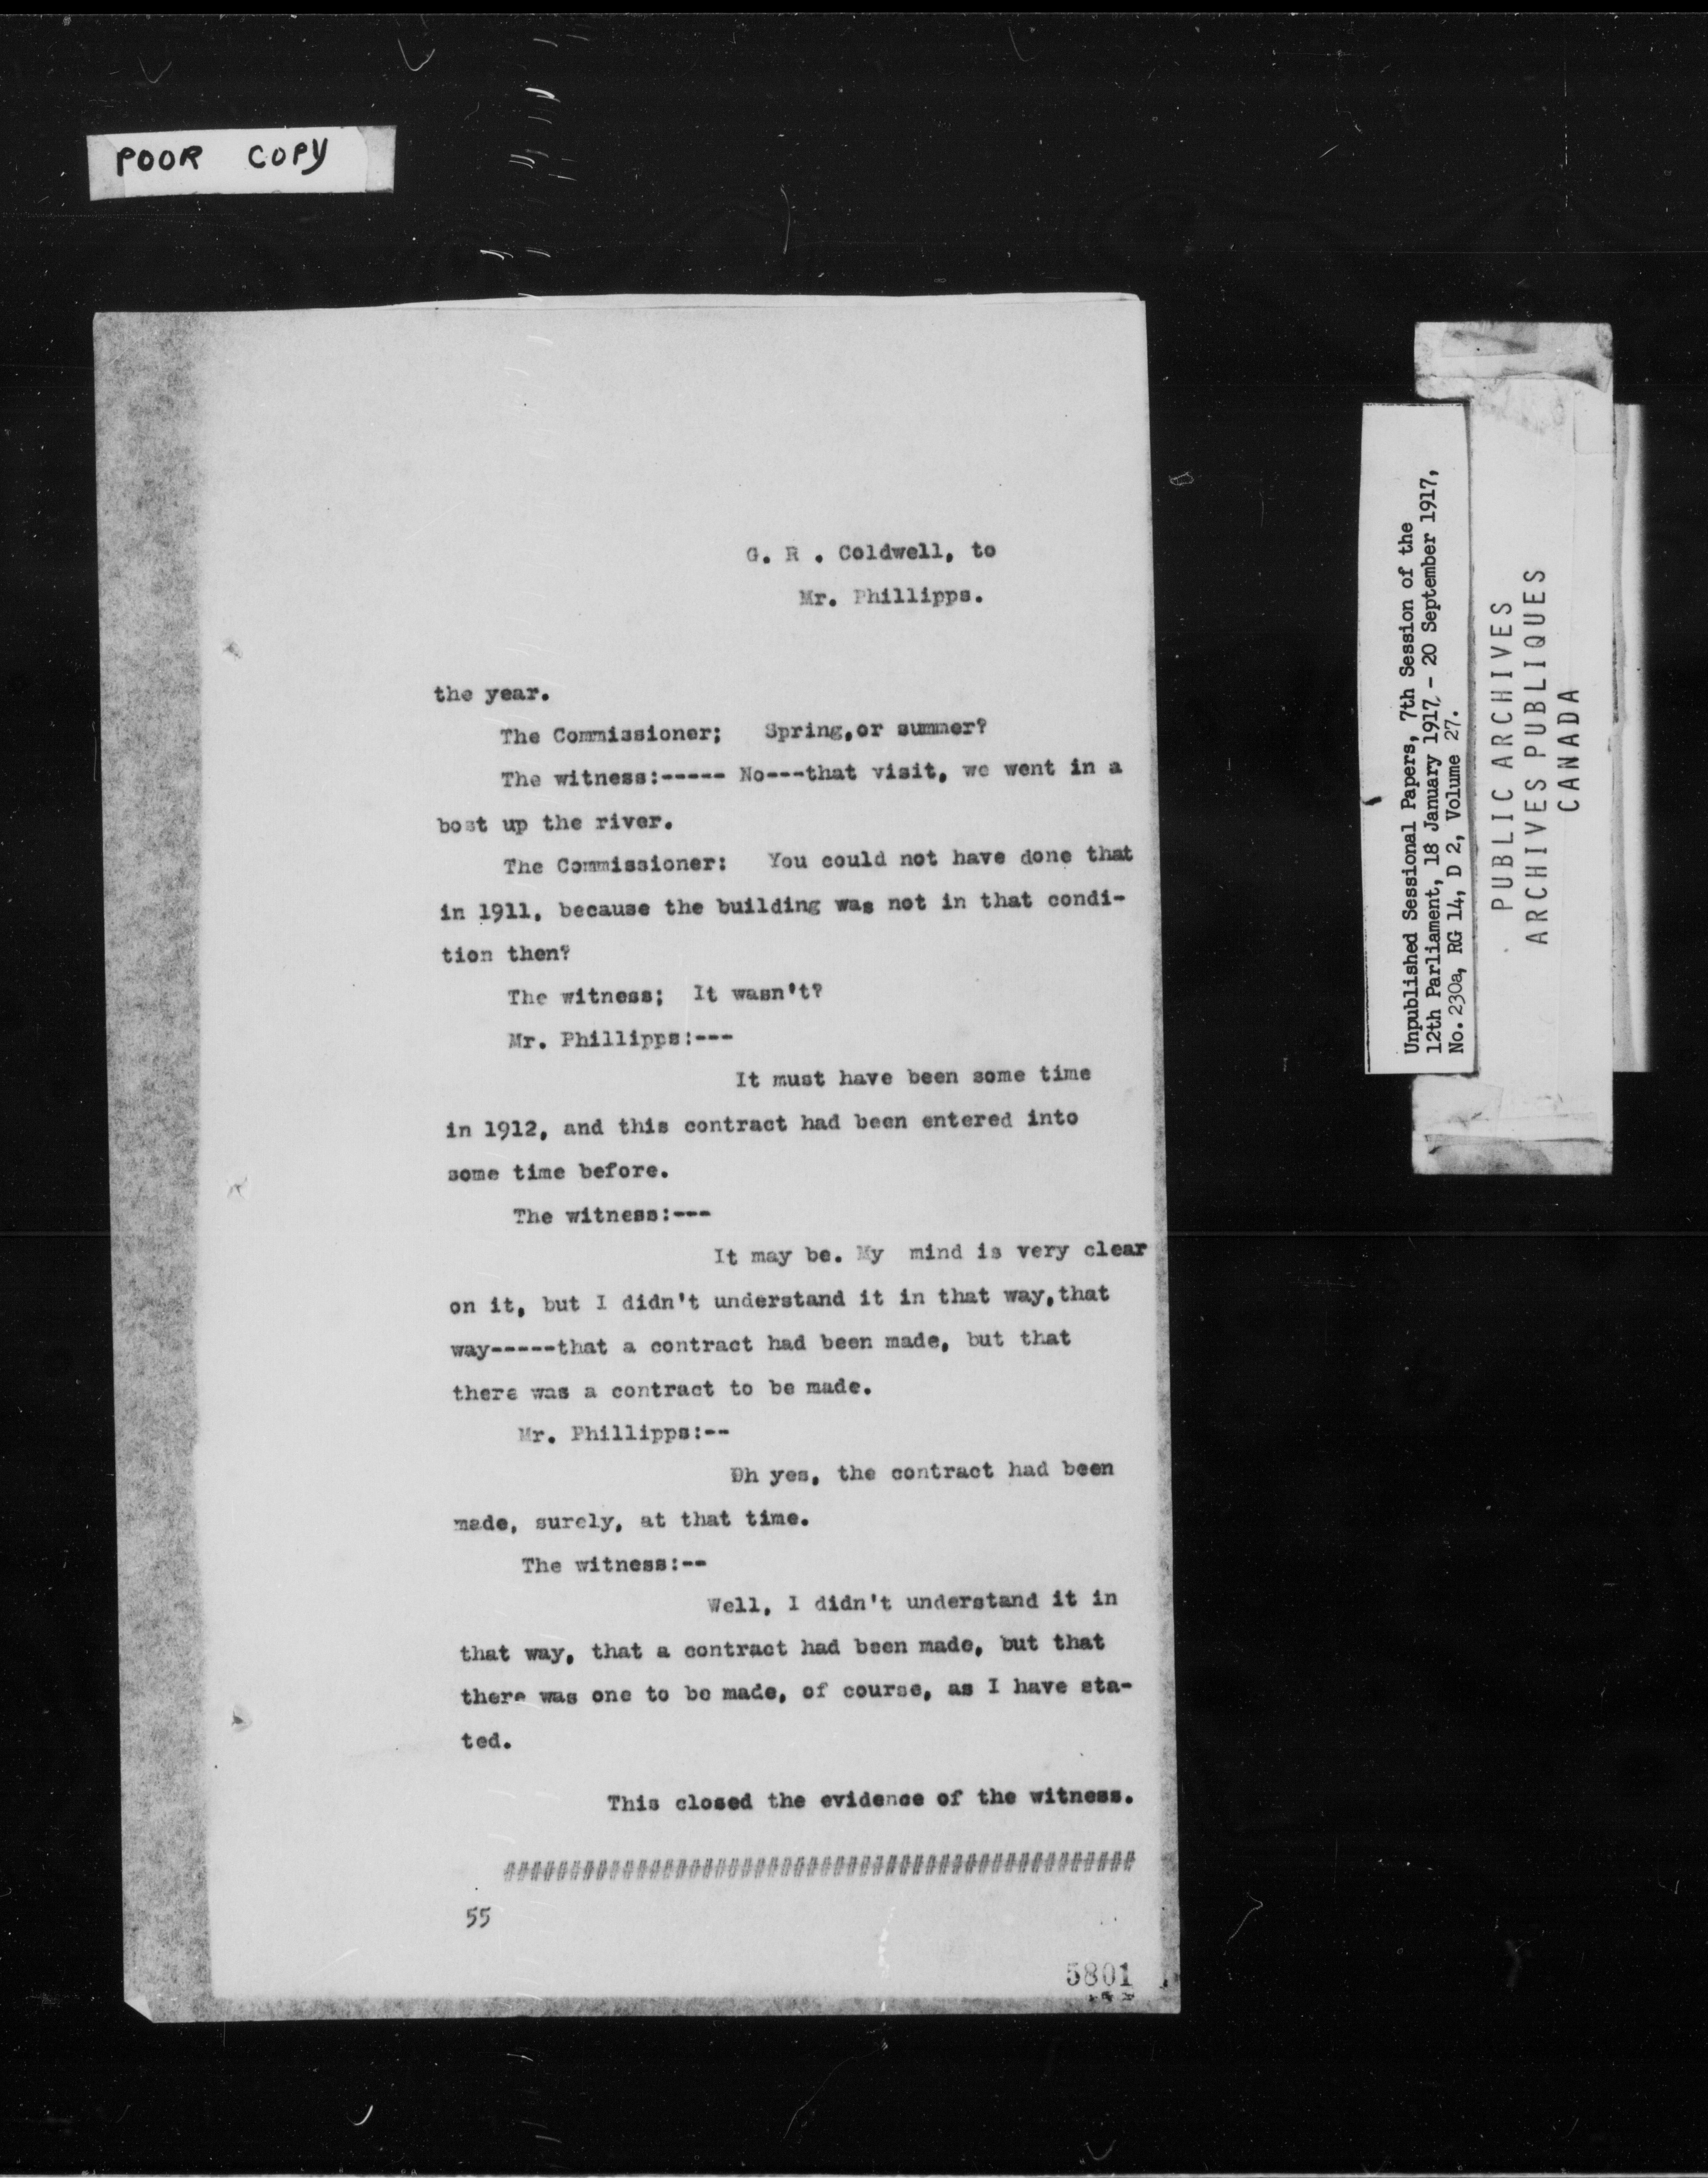 POOR COPY
G. R . Coldwell, to
Mr. Phillipps.
the year.
The Commissioner; Spring,or summer?
The witness:----- No---that visit, we went in a
boat up the river.
The Commissioner: You could not have done that
in 1911, because the building was not in that condi-
tion then?
The witness; It wasn't?
Mr. Phillipps:---
It must have been some time
in 1912, and this contract had been entered into
some time before.
The witness:---
It may be. My mind is very clear
on it, but I didn't understand it in that way,that
way-----that a contract had been made, but that
there was a contract to be made.
Mr. Phillipps:--
Oh yes, the contract had been
made, surely, at that time.
The witness:--
Well, I didn't understand it in
that way, that a contract had been made, but that
there was one to be made, of course, as I have sta-
ted.
This closed the evidence of the witness.
################################################
55
5801
Unpublished Sessional Papers, 7th Session of the
12th Parliament, 18 January 1917 - 20 September 1917,
No. 230a, RG 14, D 2, Volume 27.
PUBLIC ARCHIVES
ARCHIVES PUBLIQUES
CANADA